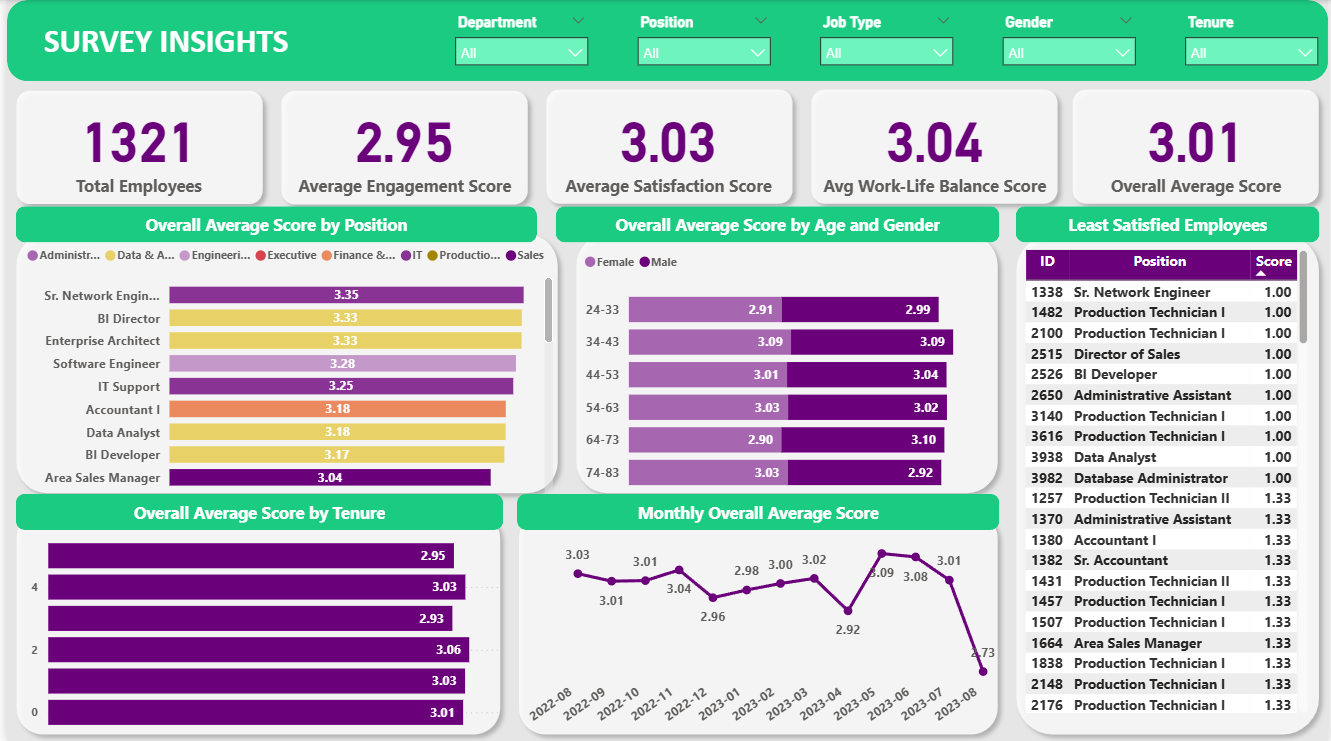 SURVEY INSIGHTS
Department Position Job Type Gender Tenure
All All All All All
1321 2.95 3.03 3.04 3.01
Total Employees Average Engagement Score Average Satisfaction Score Avg Work-Life Balance Score Overall Average Score
Overall Average Score by Position
Administr... Data & A... Engineeri... Executive Finance &... IT Productio... Sales
Sr. Network Engin... 3.35
BI Director 3.33
Enterprise Architect 3.33
Software Engineer 3.28
IT Support 3.25
Accountant I 3.18
Data Analyst 3.18
BI Developer 3.17
Area Sales Manager 3.04
Overall Average Score by Age and Gender
Female Male
24-33 2.91 2.99
34-43 3.09 3.09
44-53 3.01 3.04
54-63 3.03 3.02
64-73 2.90 3.10
74-83 3.03 2.92
Least Satisfied Employees
ID Position Score
1338 Sr. Network Engineer 1.00
1482 Production Technician I 1.00
2100 Production Technician I 1.00
2515 Director of Sales 1.00
2526 BI Developer 1.00
2650 Administrative Assistant 1.00
3140 Production Technician I 1.00
3616 Production Technician I 1.00
3938 Data Analyst 1.00
3982 Database Administrator 1.00
1257 Production Technician II 1.33
1370 Administrative Assistant 1.33
1380 Accountant I 1.33
1382 Sr. Accountant 1.33
1431 Production Technician II 1.33
1457 Production Technician I 1.33
1507 Production Technician I 1.33
1664 Area Sales Manager 1.33
1838 Production Technician I 1.33
2148 Production Technician I 1.33
2176 Production Technician I 1.33
Overall Average Score by Tenure
2.95
4 3.03
2.93
2 3.06
3.03
0 3.01
Monthly Overall Average Score
3.03 3.01 3.01 3.04 2.96 2.98 3.00 3.02 2.92 3.09 3.08 3.01 2.73
2022-08 2022-09 2022-10 2022-11 2022-12 2023-01 2023-02 2023-03 2023-04 2023-05 2023-06 2023-07 2023-08